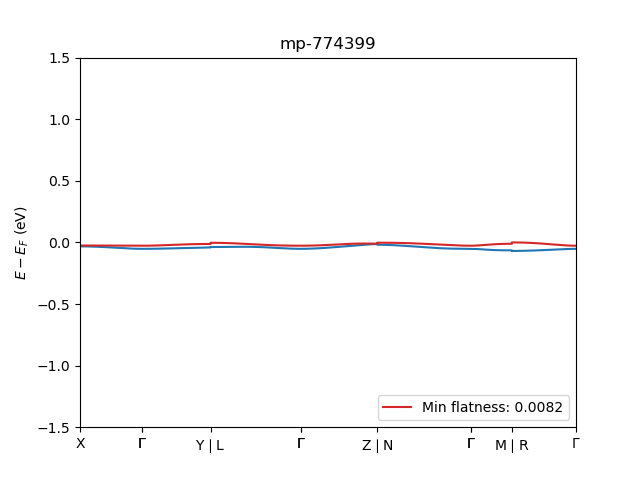 mp-774399
1.5
1.0
0.5
0.0
−0.5
−1.0
−1.5
E − E_F (eV)
Min flatness: 0.0082
X Γ Y | L Γ Z | N Γ M | R Γ